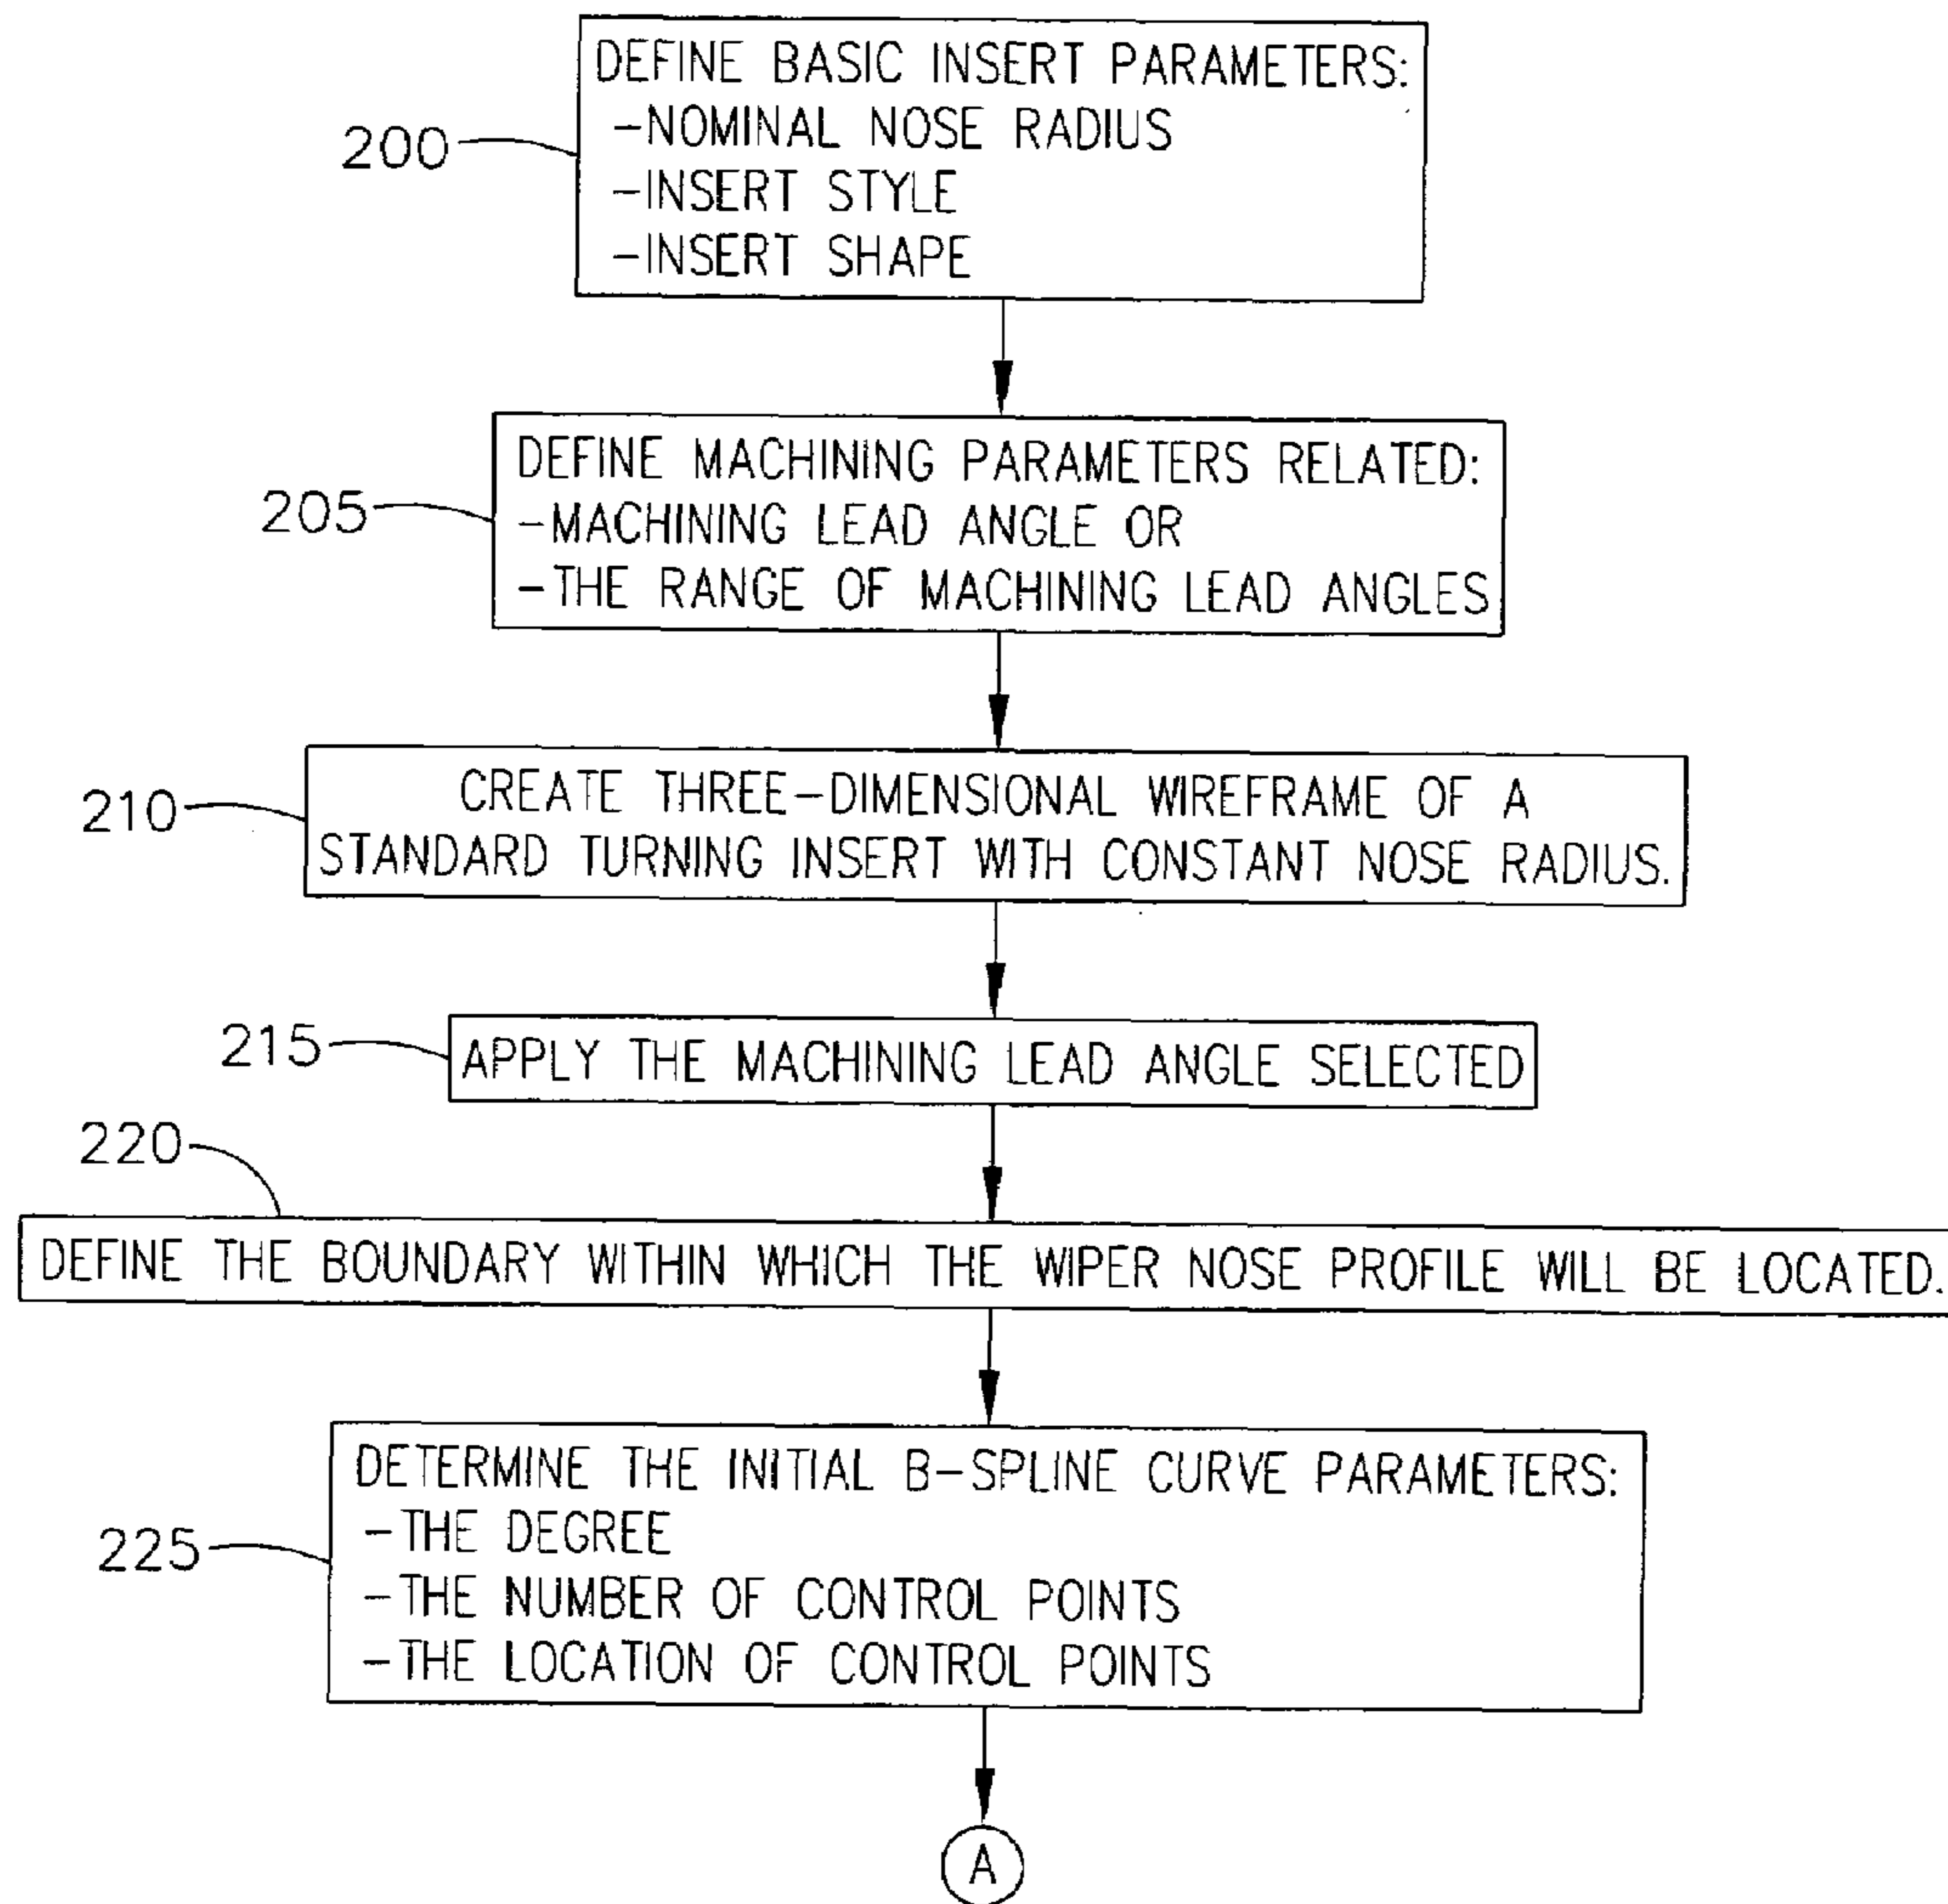 DEFINE BASIC INSERT PARAMETERS:
-NOMINAL NOSE RADIUS
-INSERT STYLE
-INSERT SHAPE
200
DEFINE MACHINING PARAMETERS RELATED:
-MACHINING LEAD ANGLE OR
-THE RANGE OF MACHINING LEAD ANGLES
205
CREATE THREE-DIMENSIONAL WIREFRAME OF A
STANDARD TURNING INSERT WITH CONSTANT NOSE RADIUS.
210
APPLY THE MACHINING LEAD ANGLE SELECTED
215
220
DEFINE THE BOUNDARY WITHIN WHICH THE WIPER NOSE PROFILE WILL BE LOCATED.
DETERMINE THE INITIAL B-SPLINE CURVE PARAMETERS:
-THE DEGREE
-THE NUMBER OF CONTROL POINTS
-THE LOCATION OF CONTROL POINTS
225
A